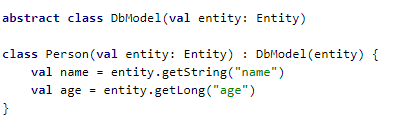 abstract class DbModel(val entity: Entity)
class Person(val entity: Entity) : DbModel(entity) {
    val name = entity.getString("name")
    val age = entity.getLong("age")
}